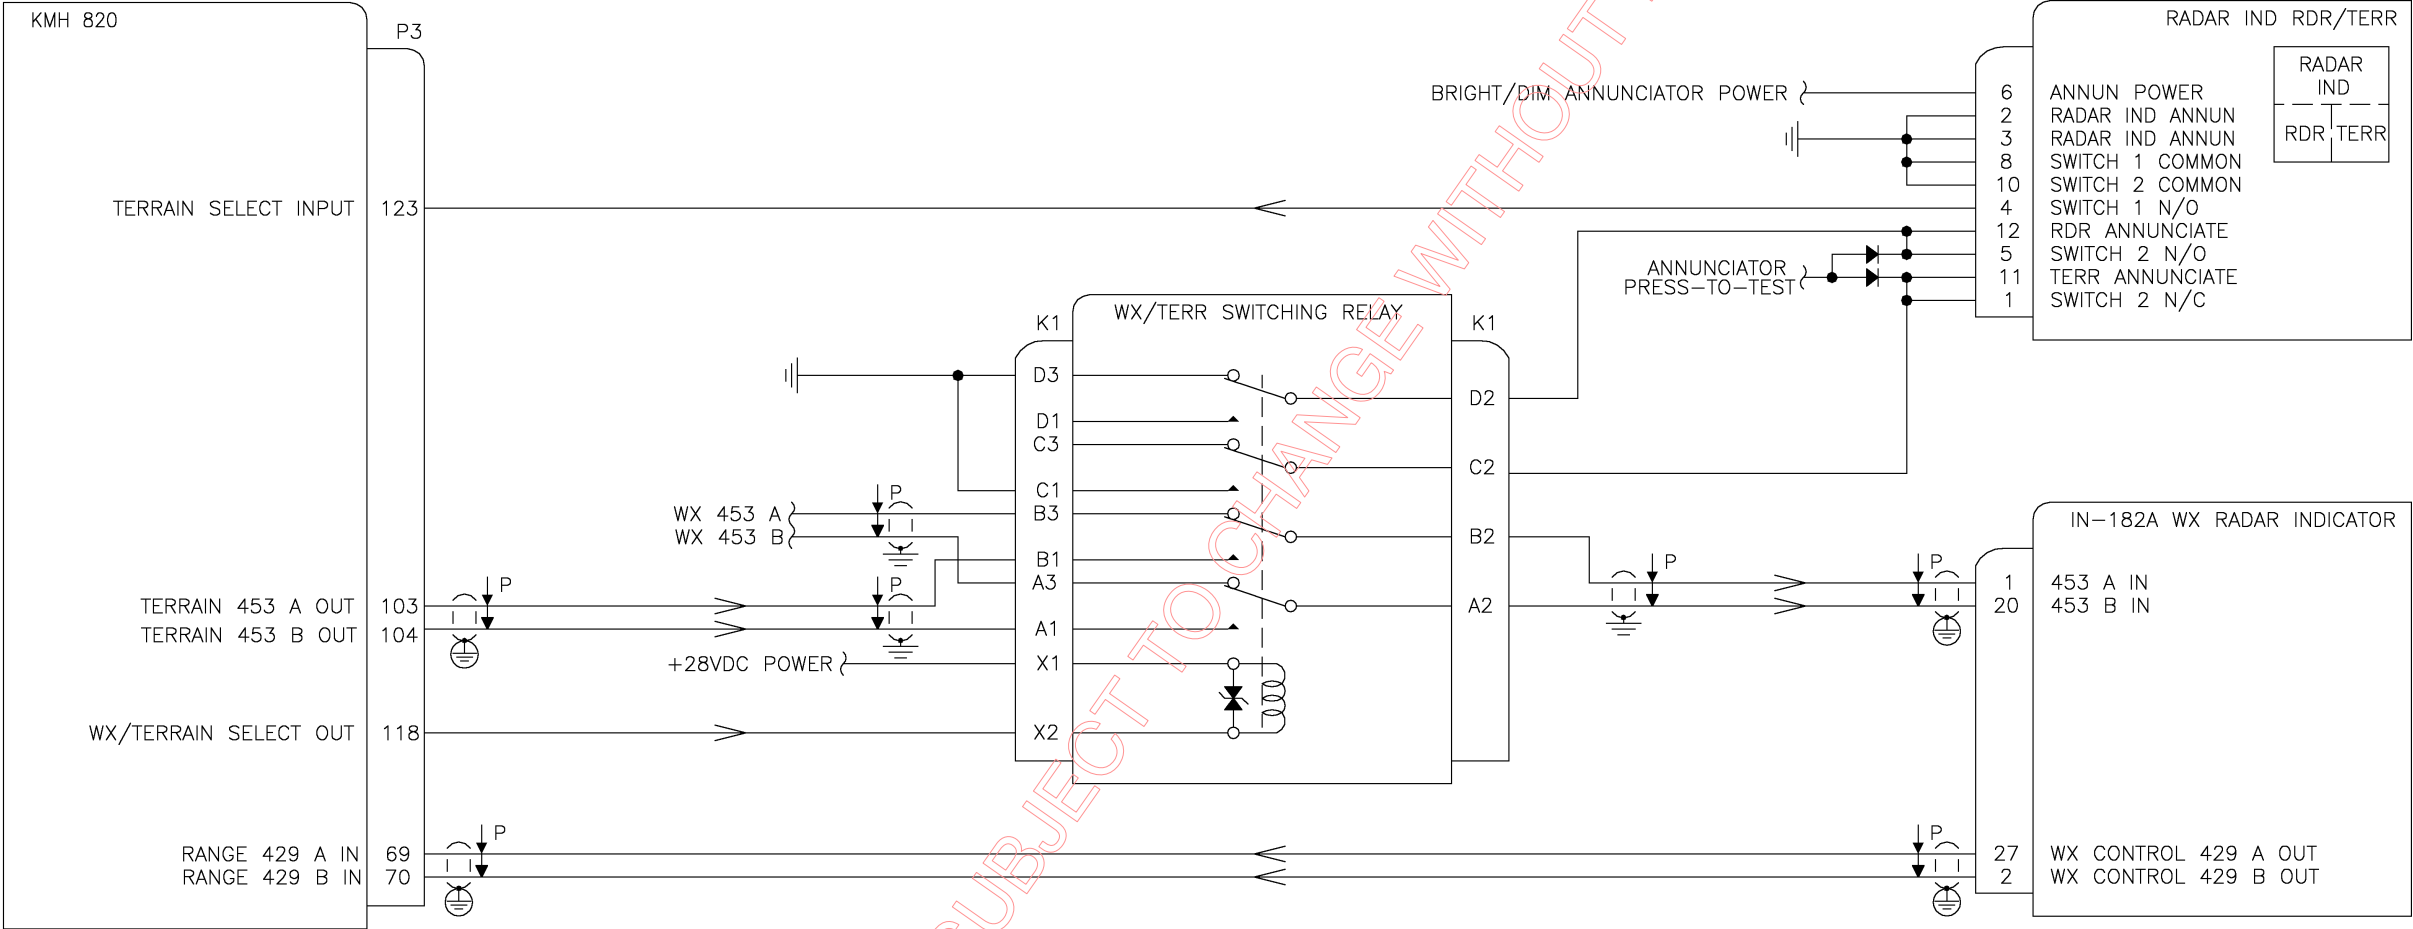 KMH 820
P3
TERRAIN SELECT INPUT 123
TERRAIN 453 A OUT 103
TERRAIN 453 B OUT 104
WX/TERRAIN SELECT OUT 118
RANGE 429 A IN 69
RANGE 429 B IN 70
P
P
WX 453 A
WX 453 B
P
P
+28VDC POWER
WX/TERR SWITCHING RELAY
K1
K1
D3
D1
C3
C1
B3
B1
A3
A1
X1
X2
D2
C2
B2
A2
BRIGHT/DIM ANNUNCIATOR POWER
ANNUNCIATOR
PRESS-TO-TEST
RADAR IND RDR/TERR
RADAR
IND
RDR TERR
6 ANNUN POWER
2 RADAR IND ANNUN
3 RADAR IND ANNUN
8 SWITCH 1 COMMON
10 SWITCH 2 COMMON
4 SWITCH 1 N/O
12 RDR ANNUNCIATE
5 SWITCH 2 N/O
11 TERR ANNUNCIATE
1 SWITCH 2 N/C
IN-182A WX RADAR INDICATOR
P
P
1 453 A IN
20 453 B IN
P
27 WX CONTROL 429 A OUT
2 WX CONTROL 429 B OUT
SUBJECT TO CHANGE WITHOUT